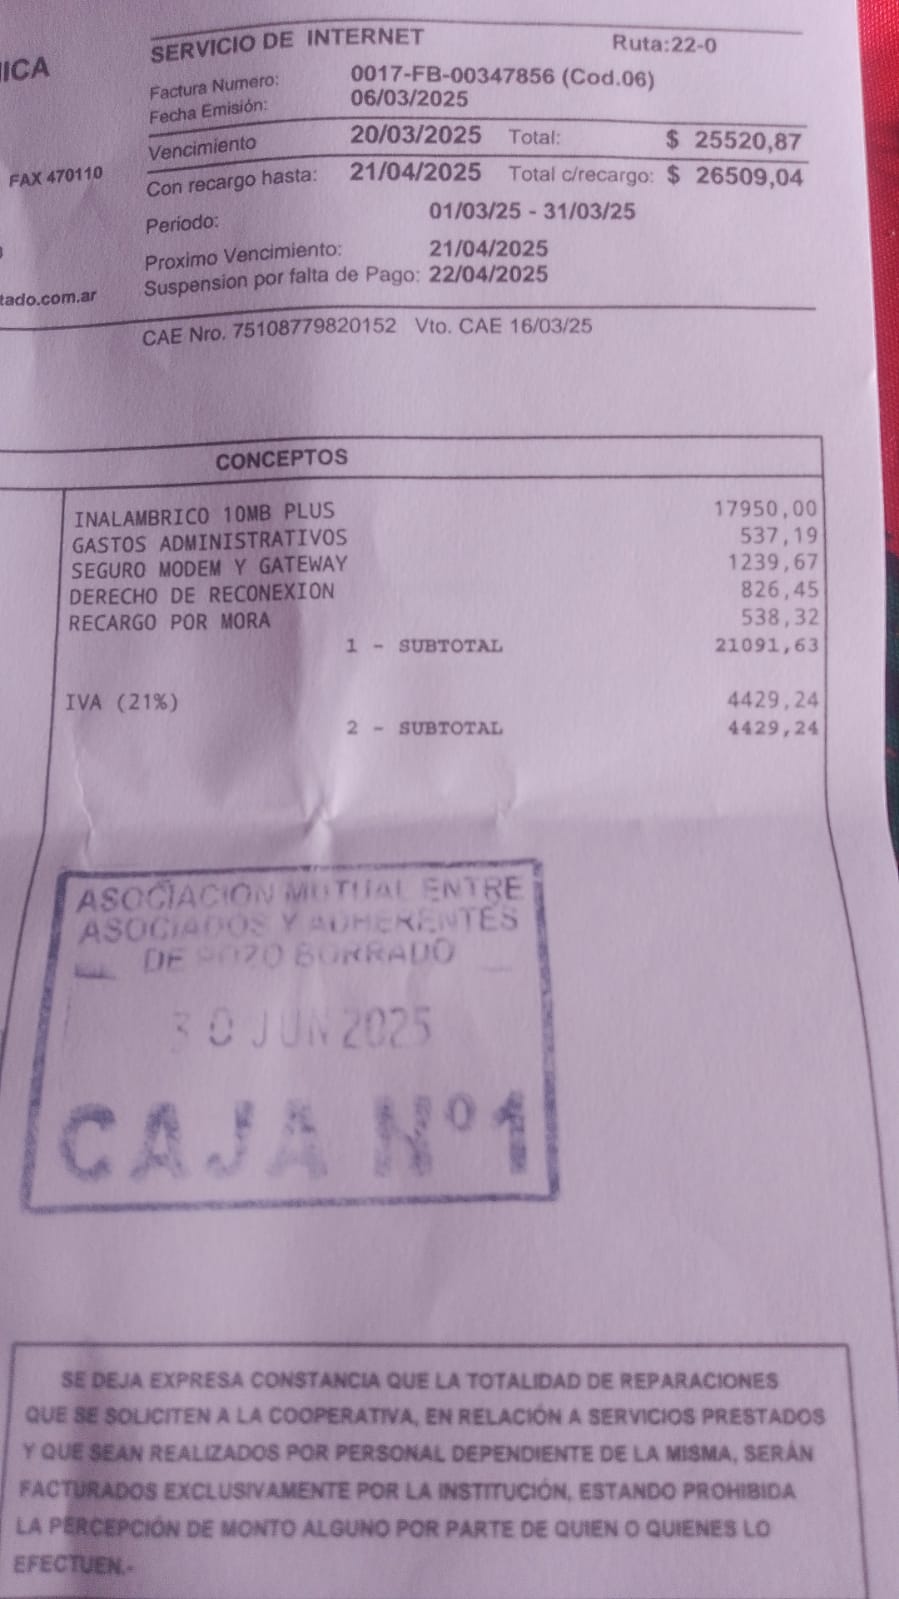 SERVICIO DE INTERNET Ruta:22-0
Factura Numero: 0017-FB-00347856 (Cod.06)
Fecha Emisión: 06/03/2025
Vencimiento 20/03/2025 Total: $ 25520,87
FAX 470110
Con recargo hasta: 21/04/2025 Total c/recargo: $ 26509,04
Periodo: 01/03/25 - 31/03/25
Proximo Vencimiento: 21/04/2025
tado.com.ar
Suspension por falta de Pago: 22/04/2025
CAE Nro. 75108779820152 Vto. CAE 16/03/25
CONCEPTOS
INALAMBRICO 10MB PLUS 17950,00
GASTOS ADMINISTRATIVOS 537,19
SEGURO MODEM Y GATEWAY 1239,67
DERECHO DE RECONEXION 826,45
RECARGO POR MORA 538,32
1 - SUBTOTAL 21091,63
IVA (21%) 4429,24
2 - SUBTOTAL 4429,24
ASOCIACION MUTUAL ENTRE
ASOCIADOS Y ADHERENTES
DE POZO BORRADO
30 JUN 2025
CAJA Nº 1
SE DEJA EXPRESA CONSTANCIA QUE LA TOTALIDAD DE REPARACIONES
QUE SE SOLICITEN A LA COOPERATIVA, EN RELACIÓN A SERVICIOS PRESTADOS
Y QUE SEAN REALIZADOS POR PERSONAL DEPENDIENTE DE LA MISMA, SERÁN
FACTURADOS EXCLUSIVAMENTE POR LA INSTITUCIÓN, ESTANDO PROHIBIDA
LA PERCEPCIÓN DE MONTO ALGUNO POR PARTE DE QUIEN O QUIENES LO
EFECTUEN.-